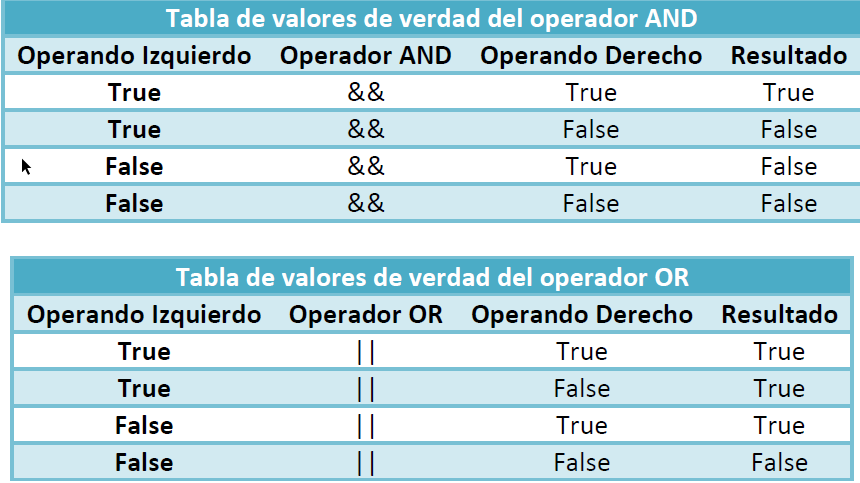 Tabla de valores de verdad del operador AND
Operando Izquierdo Operador AND Operando Derecho Resultado
True && True True
True && False False
False && True False
False && False False
Tabla de valores de verdad del operador OR
Operando Izquierdo Operador OR Operando Derecho Resultado
True || True True
True || False True
False || True True
False || False False